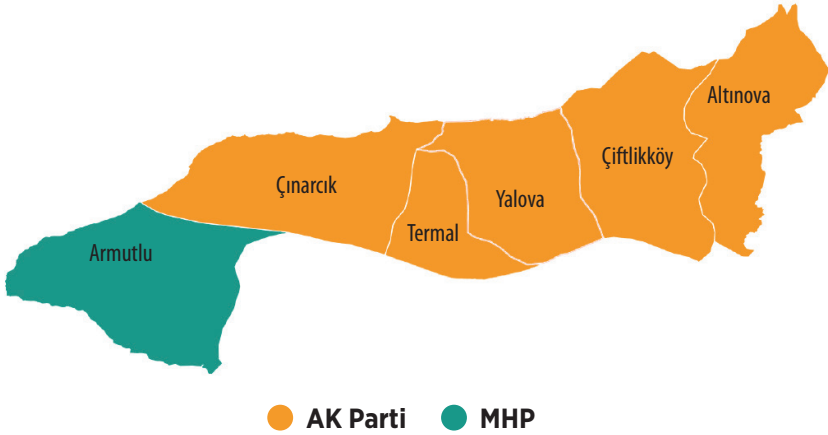 Altınova
Çiftlikköy
Çınarcık
Yalova
Termal
Armutlu
AK Parti MHP